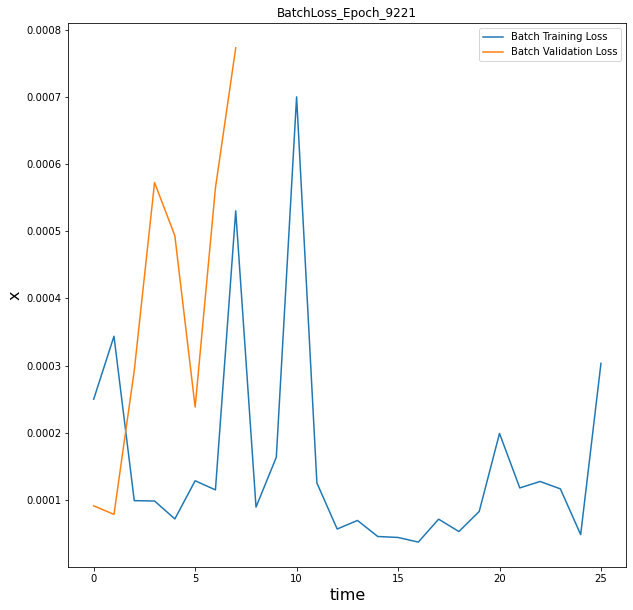 BatchLoss_Epoch_9221
Batch Training Loss
Batch Validation Loss
0.0008
0.0007
0.0006
0.0005
0.0004
0.0003
0.0002
0.0001
x
0 5 10 15 20 25
time